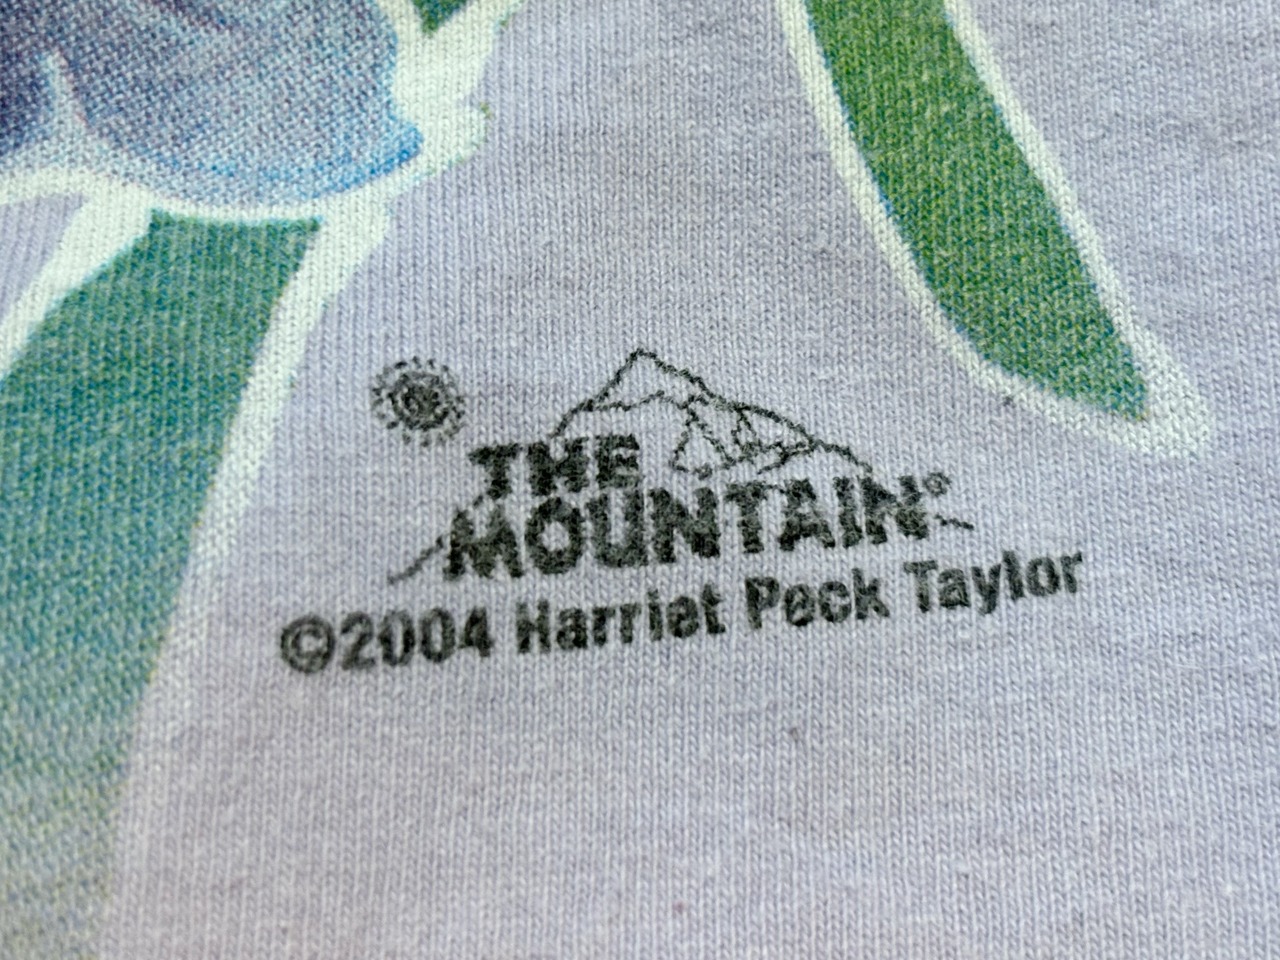 THE
MOUNTAIN®
©2004 Harriet Peck Taylor